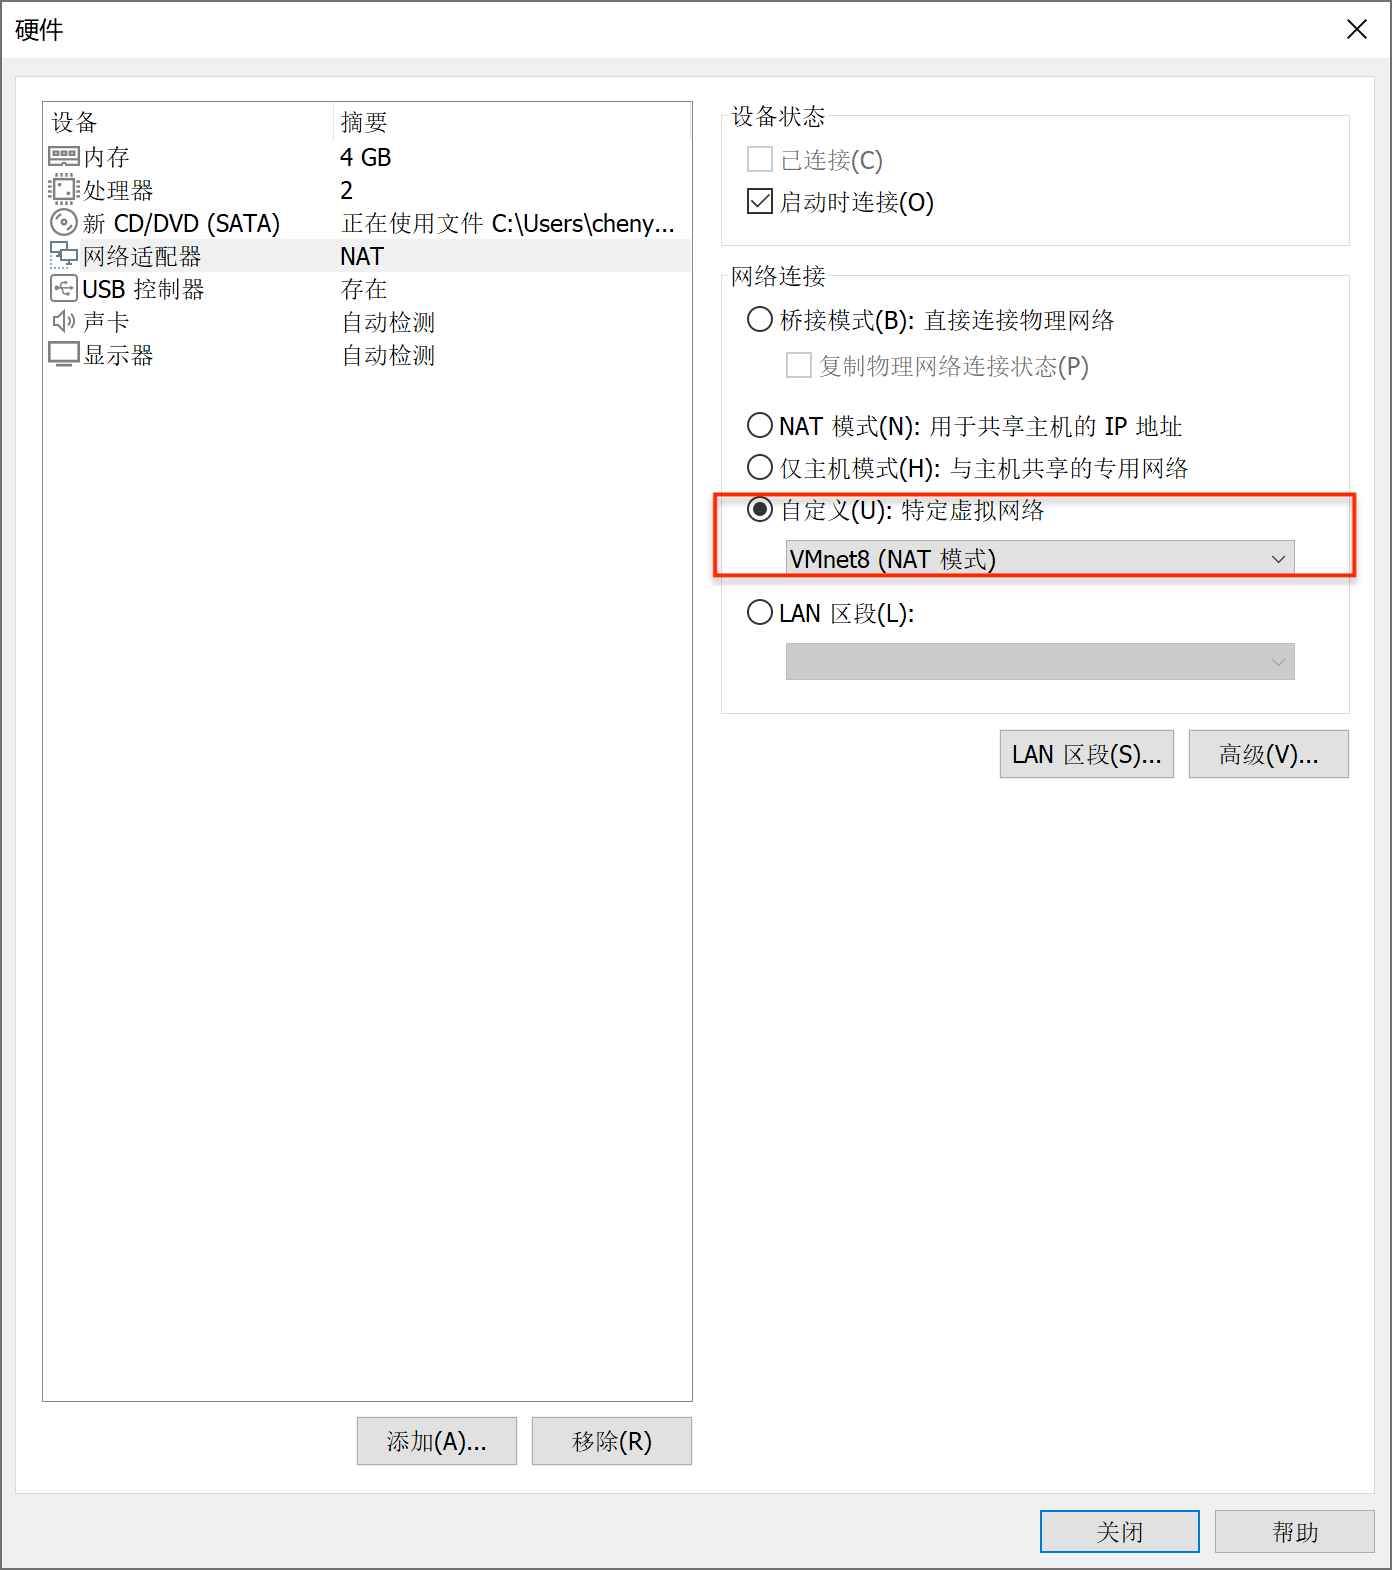 硬件
设备 摘要
内存 4 GB
处理器 2
新 CD/DVD (SATA) 正在使用文件 C:\Users\cheny...
网络适配器 NAT
USB 控制器 存在
声卡 自动检测
显示器 自动检测
添加(A)... 移除(R)
设备状态
已连接(C)
启动时连接(O)
网络连接
桥接模式(B): 直接连接物理网络
复制物理网络连接状态(P)
NAT 模式(N): 用于共享主机的 IP 地址
仅主机模式(H): 与主机共享的专用网络
自定义(U): 特定虚拟网络
VMnet8 (NAT 模式)
LAN 区段(L):
LAN 区段(S)... 高级(V)...
关闭 帮助